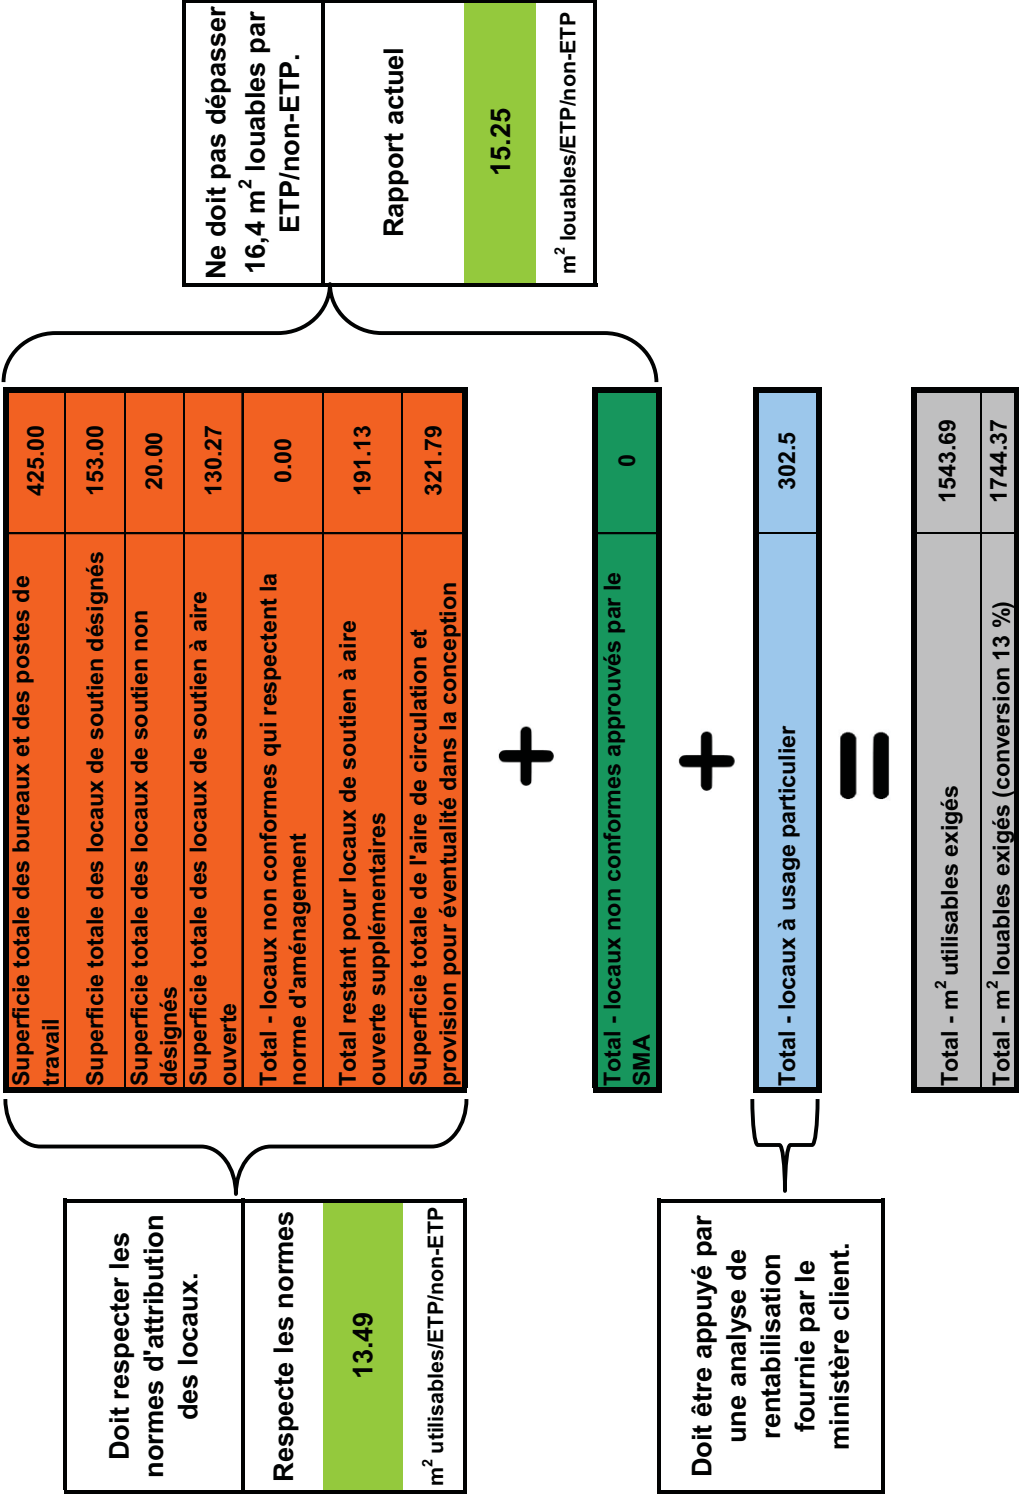 Doit respecter les
normes d'attribution
des locaux.
Respecte les normes
13.49
m² utilisables/ETP/non-ETP
Superficie totale des bureaux et des postes de
travail
425.00
Superficie totale des locaux de soutien désignés
153.00
Superficie totale des locaux de soutien non
désignés
20.00
Superficie totale des locaux de soutien à aire
ouverte
130.27
Total - locaux non conformes qui respectent la
norme d'aménagement
0.00
Total restant pour locaux de soutien à aire
ouverte supplémentaires
191.13
Superficie totale de l'aire de circulation et
provision pour éventualité dans la conception
321.79
Ne doit pas dépasser
16,4 m² louables par
ETP/non-ETP.
Rapport actuel
15.25
m² louables/ETP/non-ETP
+
Total - locaux non conformes approuvés par le
SMA
0
+
Doit être appuyé par
une analyse de
rentabilisation
fournie par le
ministère client.
Total - locaux à usage particulier
302.5
=
Total - m² utilisables exigés
1543.69
Total - m² louables exigés (conversion 13 %)
1744.37